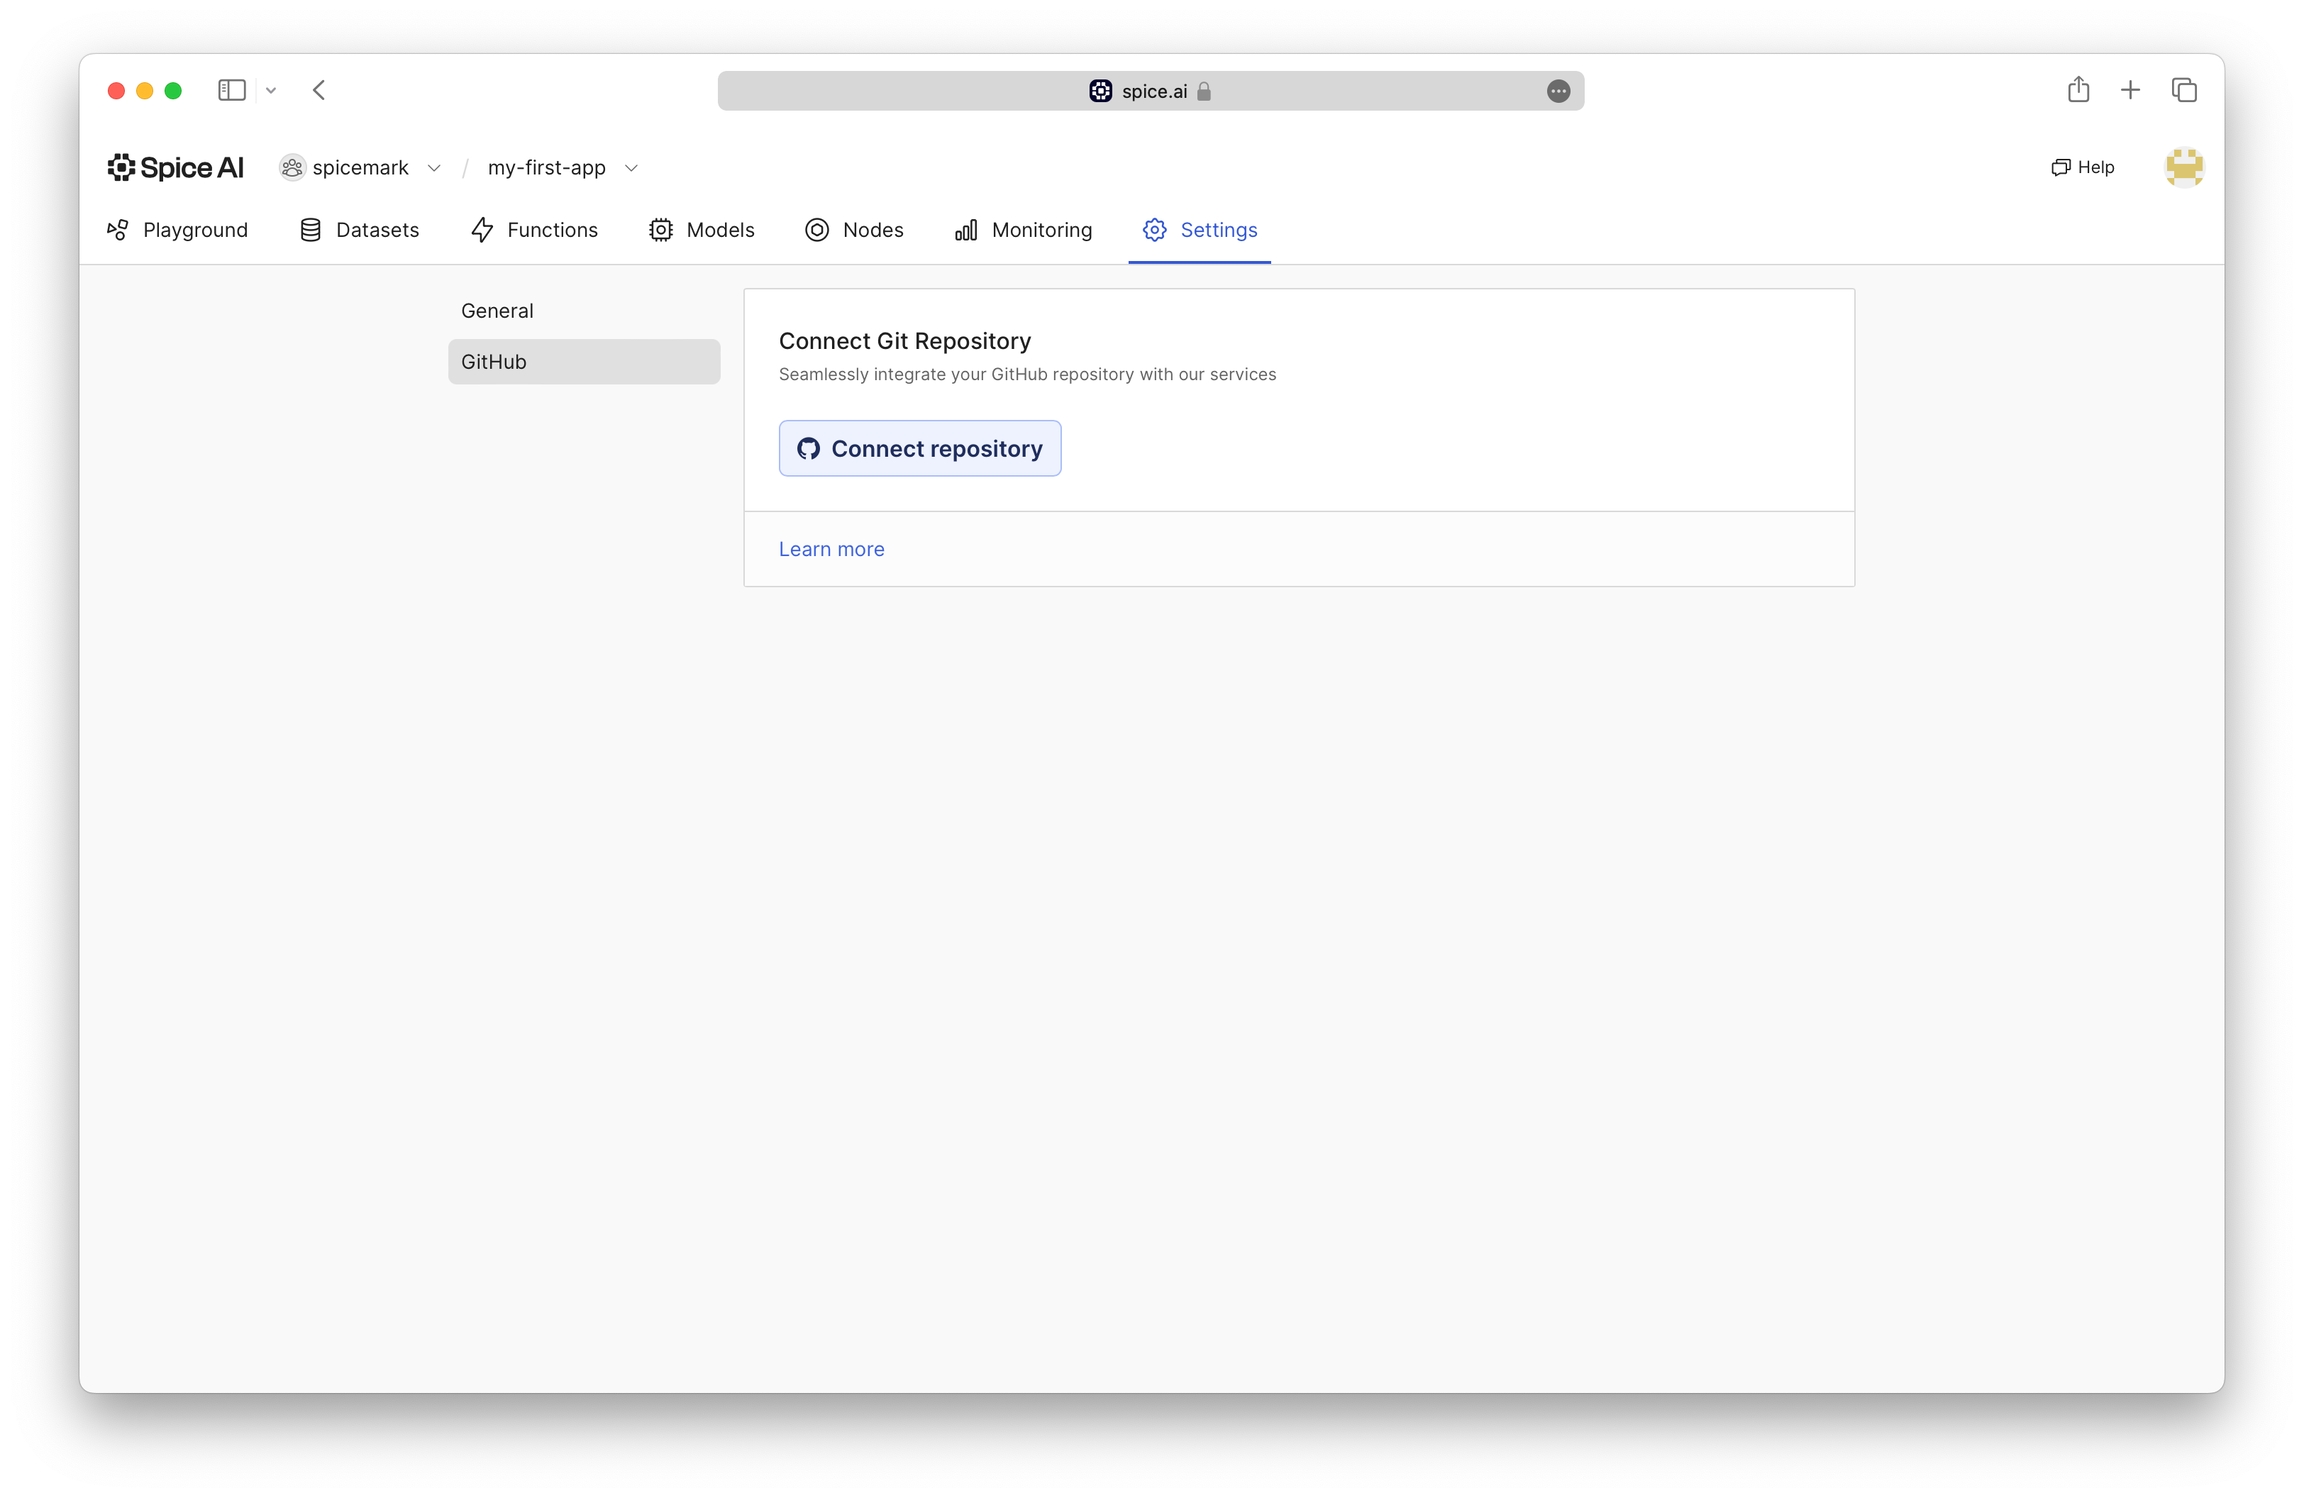 spice.ai
Spice AI spicemark / my-first-app Help
Playground Datasets Functions Models Nodes Monitoring Settings
General
GitHub
Connect Git Repository
Seamlessly integrate your GitHub repository with our services
Connect repository
Learn more